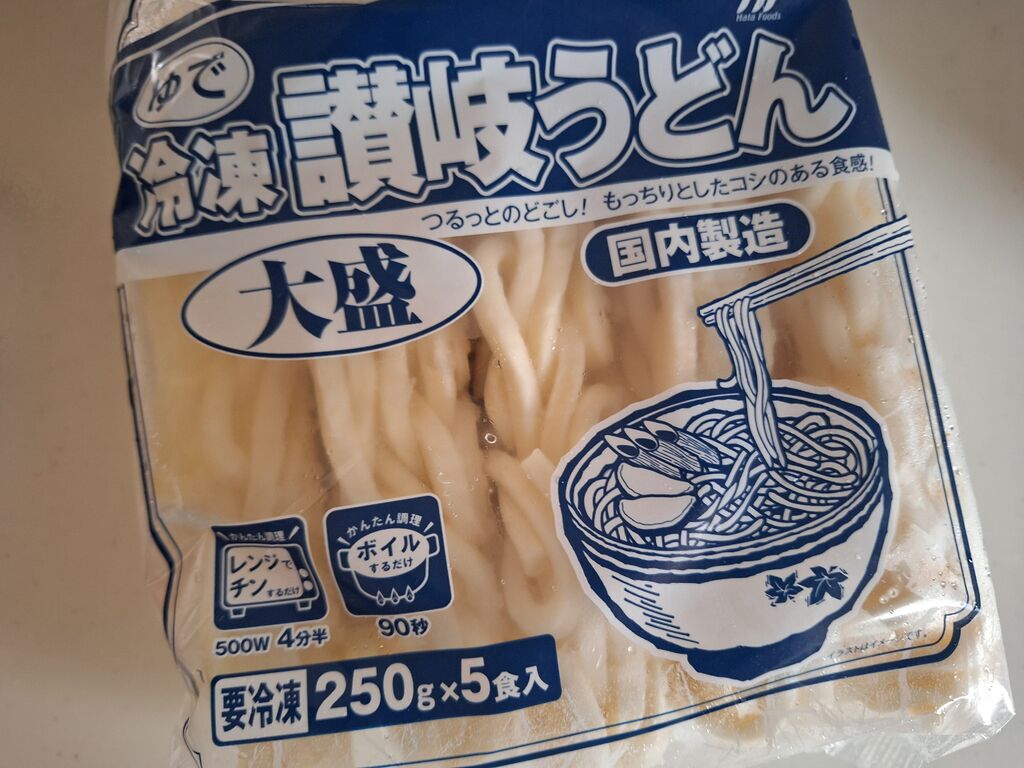 Hata Foods
ゆで
冷凍 讃岐うどん
つるっとのどごし! もっちりとしたコシのある食感!
大盛
国内製造
かんたん調理
レンジで
チンするだけ
500W 4分半
かんたん調理
ボイル
するだけ
90秒
要冷凍 250g×5食入
イラストはイメージです。